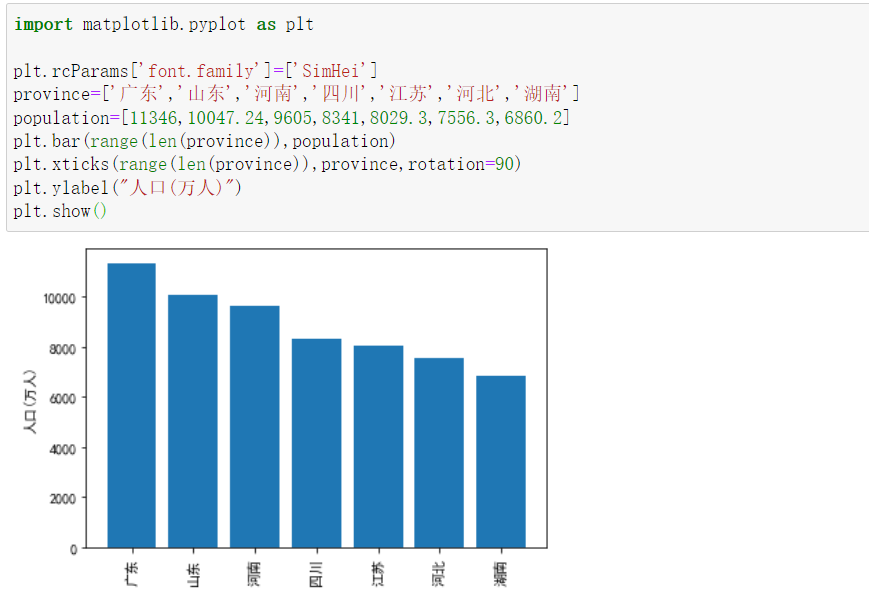 import matplotlib.pyplot as plt
plt.rcParams['font.family']=['SimHei']
province=['广东','山东','河南','四川','江苏','河北','湖南']
population=[11346,10047.24,9605,8341,8029.3,7556.3,6860.2]
plt.bar(range(len(province)),population)
plt.xticks(range(len(province)),province,rotation=90)
plt.ylabel("人口(万人)")
plt.show()
10000
8000
6000
4000
2000
0
人口(万人)
广东
山东
河南
四川
江苏
河北
湖南